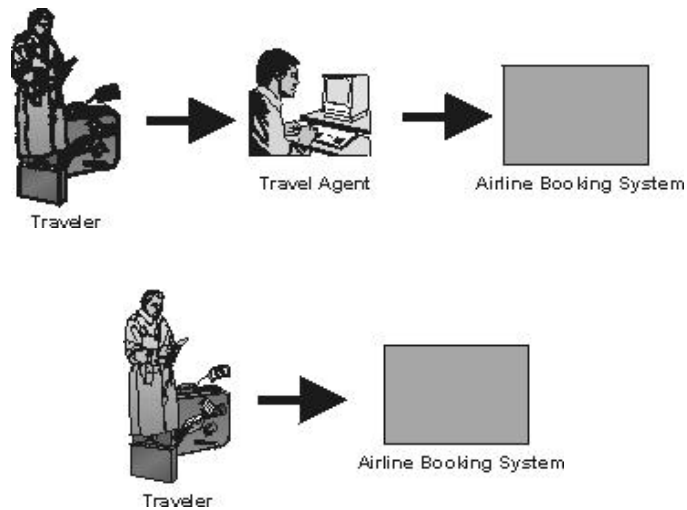 Travel Agent
Airline Booking System
Traveler
Airline Booking System
Traveler